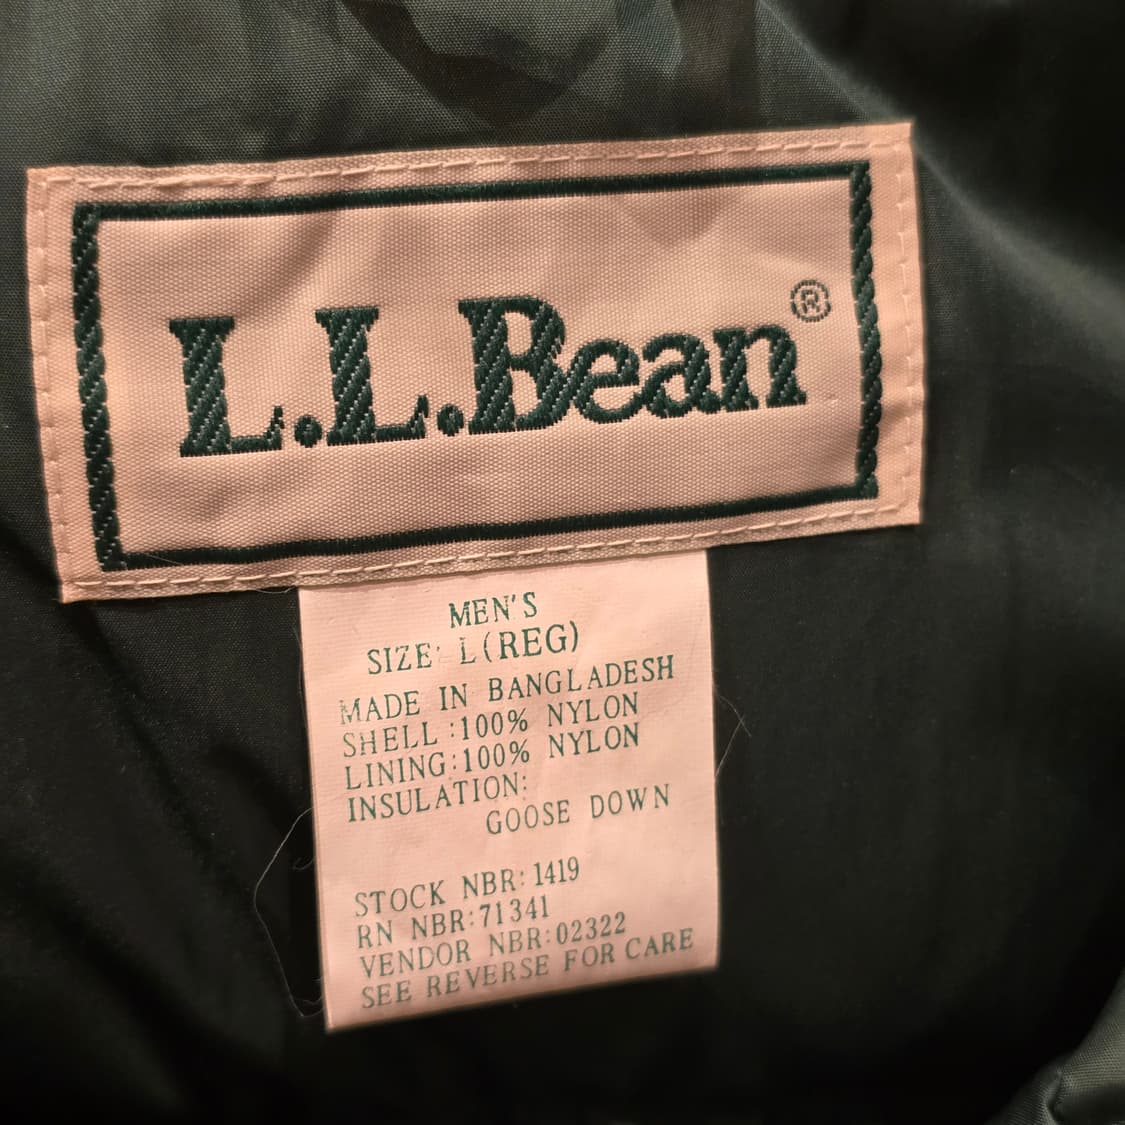 L.L.Bean®
MEN'S
SIZE: L(REG)
MADE IN BANGLADESH
SHELL :100% NYLON
LINING:100% NYLON
INSULATION:
GOOSE DOWN
STOCK NBR:1419
RN NBR:71341
VENDOR NBR:02322
SEE REVERSE FOR CARE